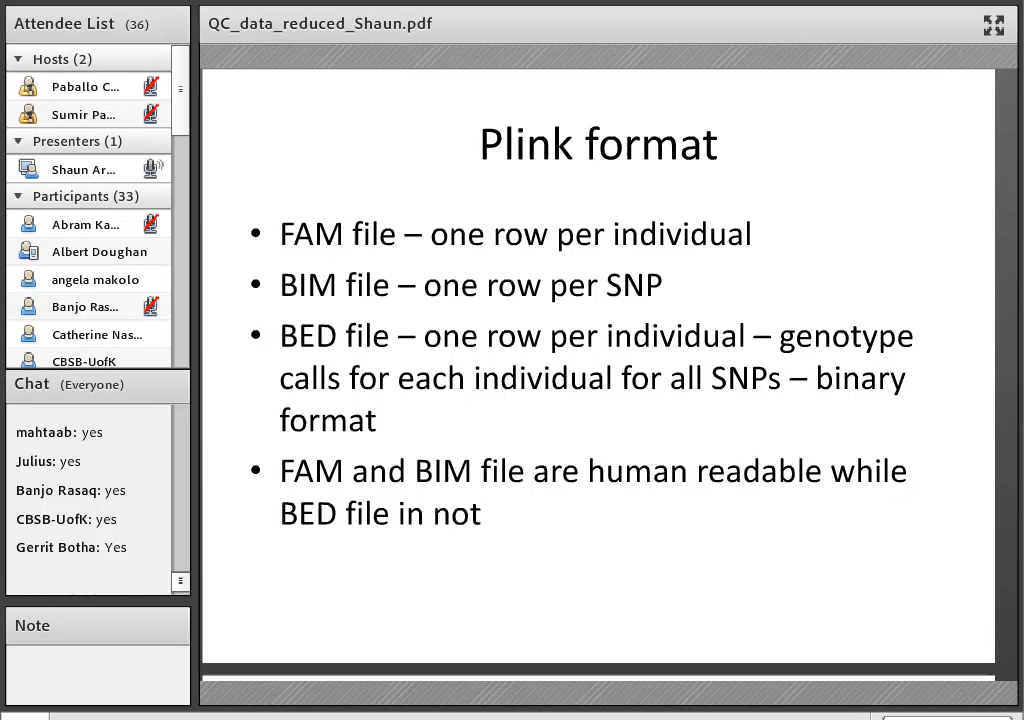 Attendee List (36)
Hosts (2)
Paballo C...
Sumir Pa...
Presenters (1)
Shaun Ar...
Participants (33)
Abram Ka...
Albert Doughan
angela makolo
Banjo Ras...
Catherine Nas...
CBSB-UofK
Chat (Everyone)
mahtaab: yes
Julius: yes
Banjo Rasaq: yes
CBSB-UofK: yes
Gerrit Botha: Yes
Note
QC_data_reduced_Shaun.pdf
Plink format
• FAM file – one row per individual
• BIM file – one row per SNP
• BED file – one row per individual – genotype
calls for each individual for all SNPs – binary
format
• FAM and BIM file are human readable while
BED file in not